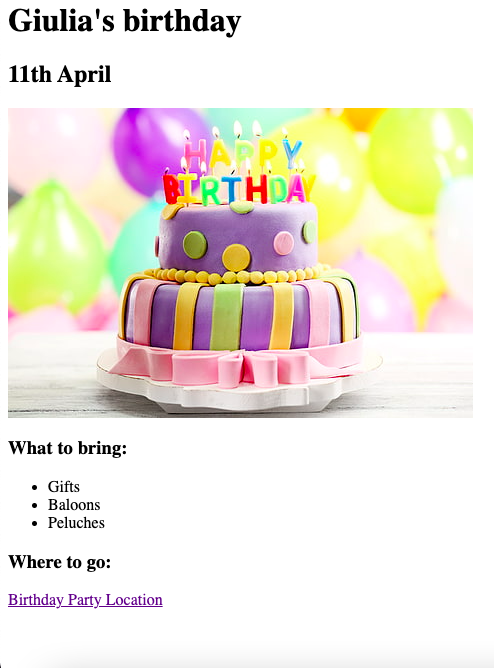 Giulia's birthday
11th April
HAPPY
BIRTHDAY
What to bring:
Gifts
Baloons
Peluches
Where to go:
Birthday Party Location